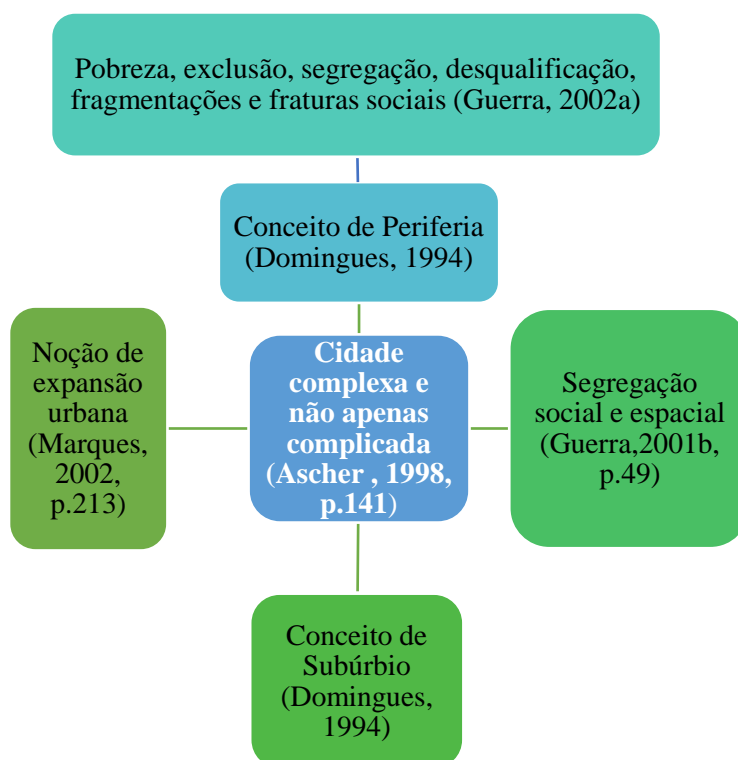 Pobreza, exclusão, segregação, desqualificação,
fragmentações e fraturas sociais (Guerra, 2002a)
Conceito de Periferia
(Domingues, 1994)
Noção de
expansão
urbana
(Marques,
2002,
p.213)
Cidade
complexa e
não apenas
complicada
(Ascher , 1998,
p.141)
Segregação
social e espacial
(Guerra,2001b,
p.49)
Conceito de
Subúrbio
(Domingues,
1994)